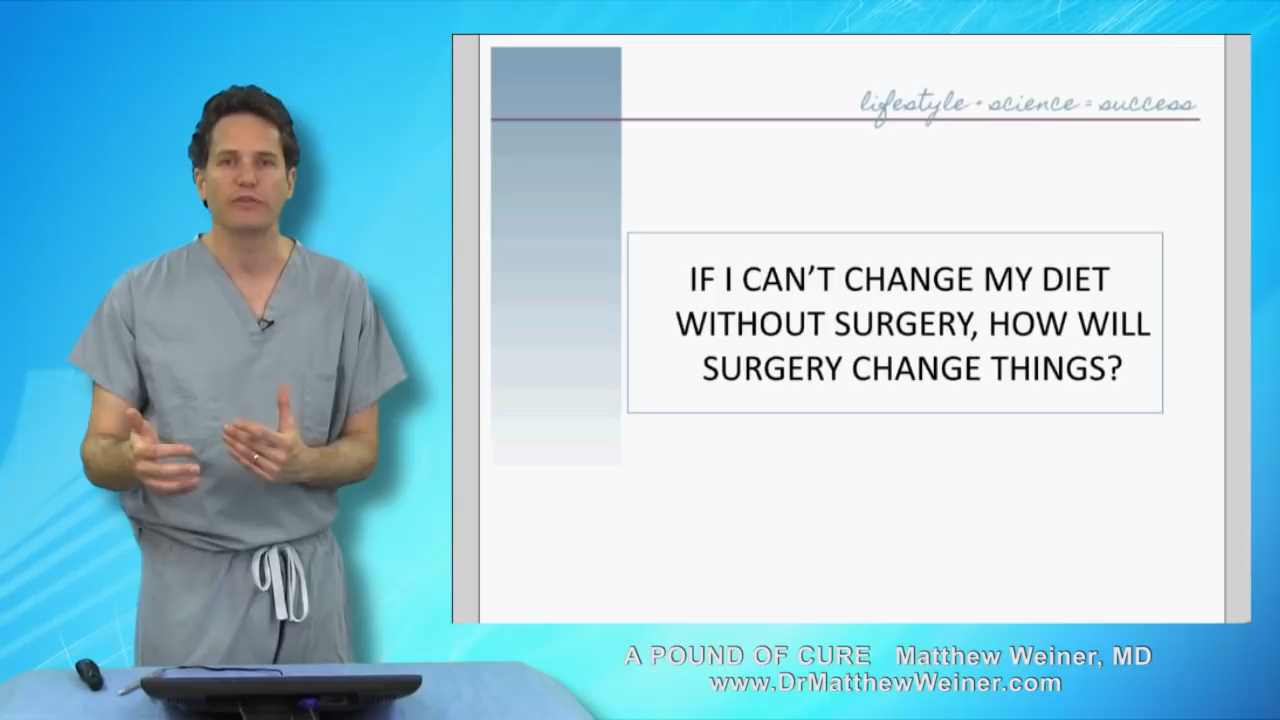 lifestyle + science = success
IF I CAN'T CHANGE MY DIET
WITHOUT SURGERY, HOW WILL
SURGERY CHANGE THINGS?
A POUND OF CURE Matthew Weiner, MD
www.DrMatthewWeiner.com